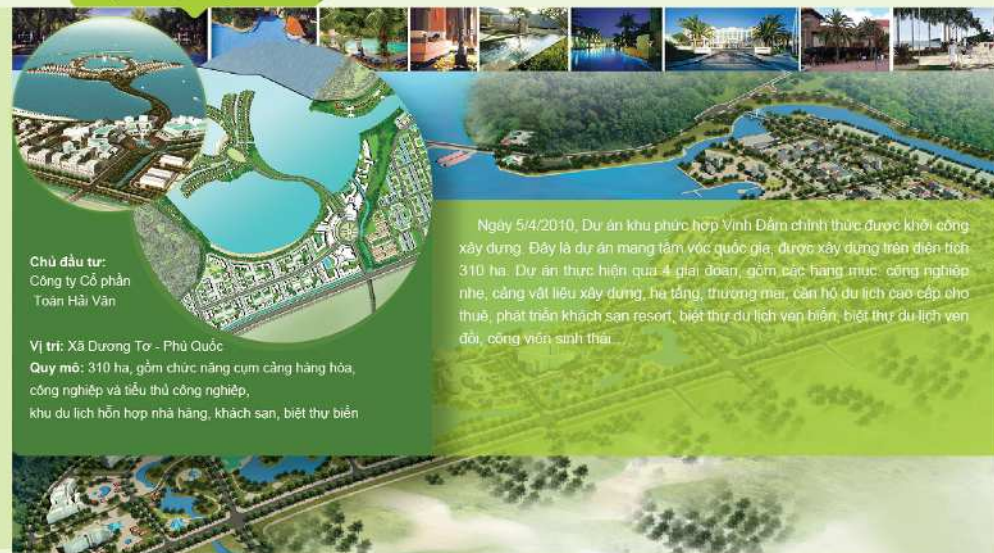 Chủ đầu tư:
Công ty Cổ phần
Toàn Hải Vân
Vị trí: Xã Dương Tơ - Phú Quốc
Quy mô: 310 ha, gồm chức năng cụm cảng hàng hóa,
công nghiệp và tiểu thủ công nghiệp,
khu du lịch hỗn hợp nhà hàng, khách sạn, biệt thự biển
Ngày 5/4/2010, Dự án khu phức hợp Vịnh Đầm chính thức được khởi công
xây dựng. Đây là dự án mang tầm vóc quốc gia, được xây dựng trên diện tích
310 ha. Dự án thực hiện qua 4 giai đoạn, gồm các hạng mục: công nghiệp
nhẹ, cảng vật liệu xây dựng, hạ tầng, thương mại, căn hộ du lịch cao cấp cho
thuê, phát triển khách sạn resort, biệt thự du lịch ven biển, biệt thự du lịch ven
đồi, công viên sinh thái...